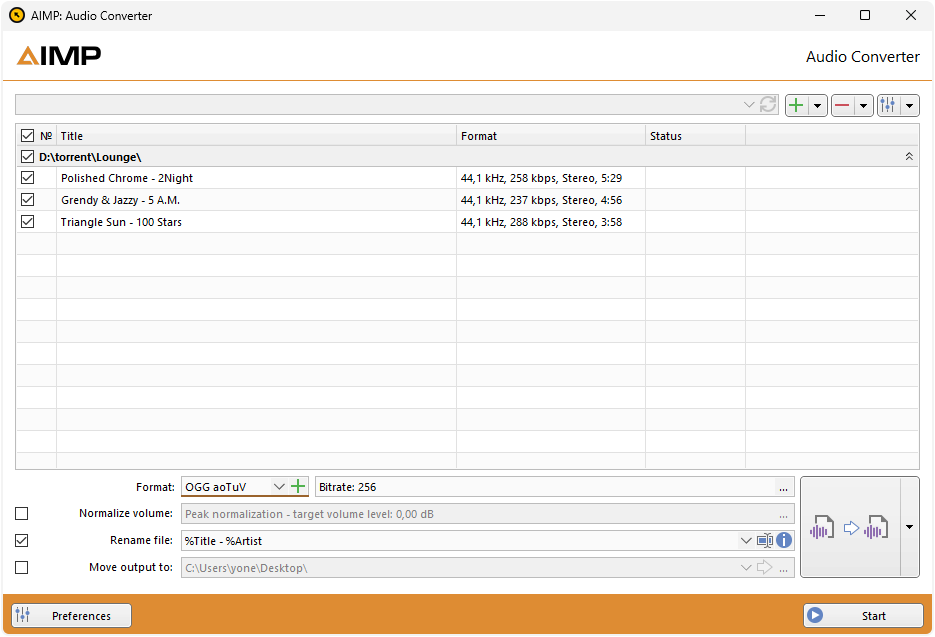 AIMP: Audio Converter
AIMP
Audio Converter
№ Title Format Status
D:\torrent\Lounge\
Polished Chrome - 2Night 44,1 kHz, 258 kbps, Stereo, 5:29
Grendy & Jazzy - 5 A.M. 44,1 kHz, 237 kbps, Stereo, 4:56
Triangle Sun - 100 Stars 44,1 kHz, 288 kbps, Stereo, 3:58
Format: OGG aoTuV Bitrate: 256 ...
Normalize volume: Peak normalization - target volume level: 0,00 dB ...
Rename file: %Title - %Artist
Move output to: C:\Users\yone\Desktop\ ...
Preferences Start